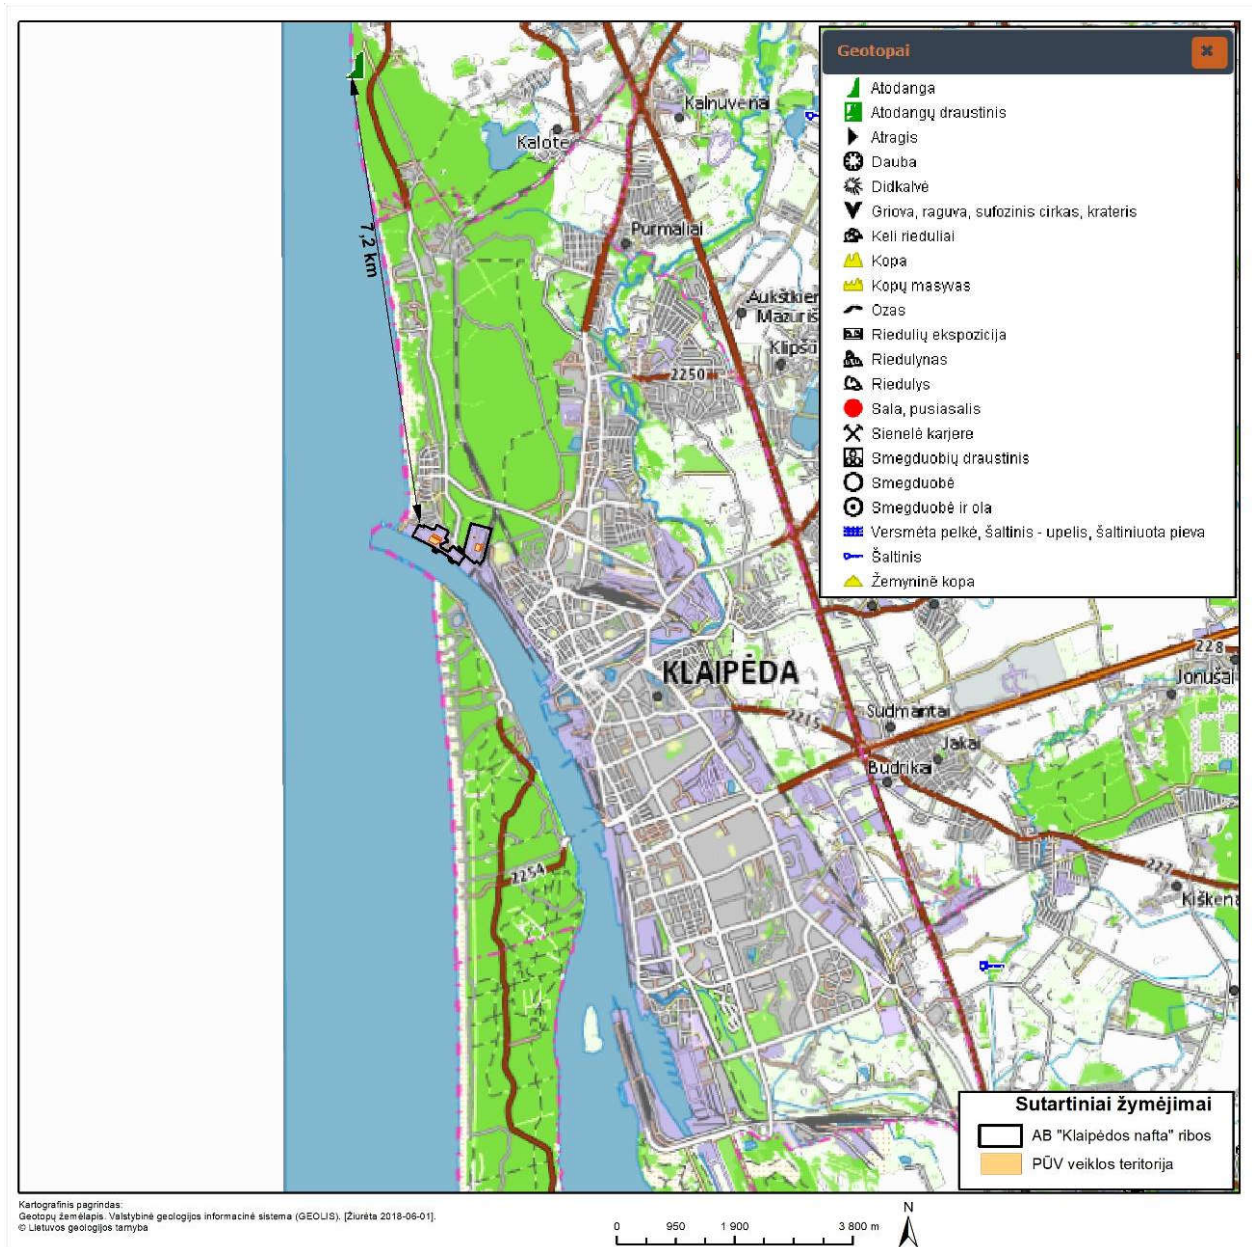 Geotopai
Atodanga
Atodangų draustinis
Atragis
Dauba
Didkalvė
Griova, raguva, sufozinis cirkas, krateris
Keli rieduliai
Kopa
Kopų masyvas
Ozas
Riedulių ekspozicija
Riedulynas
Riedulys
Sala, pusiasalis
Sienelė karjere
Smegduobių draustinis
Smegduobė
Smegduobė ir ola
Versmėta pelkė, šaltinis - upelis, šaltiniuota pieva
Šaltinis
Žemyninė kopa
Kalnuvėnai
Kalotė
7,2 km
Purmaliai
Aukštkiem
Mazūriš
Klipšči
2250
KLAIPĖDA
228
Jonušai
Sudmantai
2215
Jakai
Budrikai
2254
227
Kiškėna
Sutartiniai žymėjimai
AB "Klaipėdos nafta" ribos
PŪV veiklos teritorija
Kartografinis pagrindas:
Geotopų žemėlapis. Valstybinė geologijos informacinė sistema (GEOLIS). [Žiūrėta 2018-06-01].
© Lietuvos geologijos tarnyba
0 950 1 900 3 800 m
N